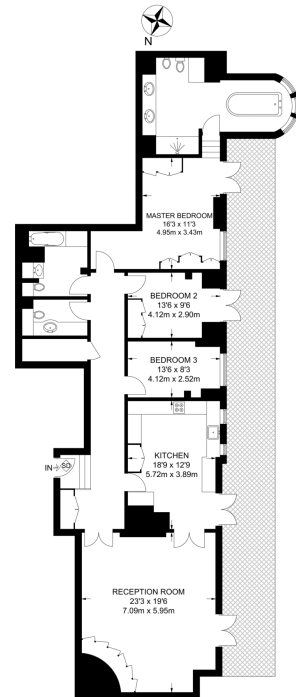 N
MASTER BEDROOM
16'3 x 11'3
4.95m x 3.43m
BEDROOM 2
13'6 x 9'6
4.12m x 2.90m
BEDROOM 3
13'6 x 8'3
4.12m x 2.52m
KITCHEN
18'9 x 12'9
5.72m x 3.89m
IN
RECEPTION ROOM
23'3 x 19'6
7.09m x 5.95m